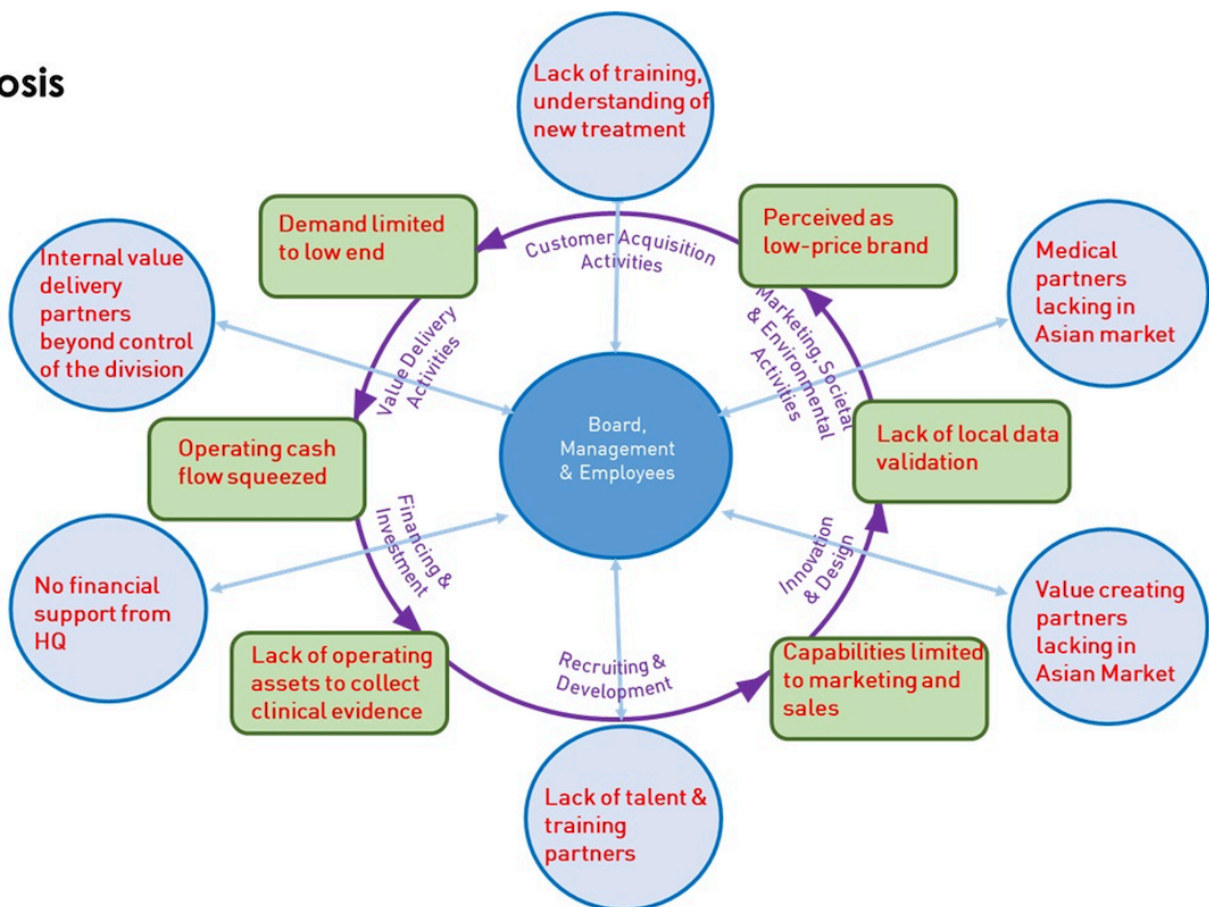 osis
Lack of training,
understanding of
new treatment
Demand limited
to low end
Customer Acquisition
Activities
Perceived as
low-price brand
Internal value
delivery
partners
beyond control
of the division
Value Delivery
Activities
Marketing, Societal
& Environmental
Activities
Medical
partners
lacking in
Asian market
Board,
Management
& Employees
Operating cash
flow squeezed
Lack of local data
validation
Financing &
Investment
Innovation
& Design
No financial
support from
HQ
Value creating
partners
lacking in
Asian Market
Lack of operating
assets to collect
clinical evidence
Recruiting &
Development
Capabilities limited
to marketing and
sales
Lack of talent &
training
partners